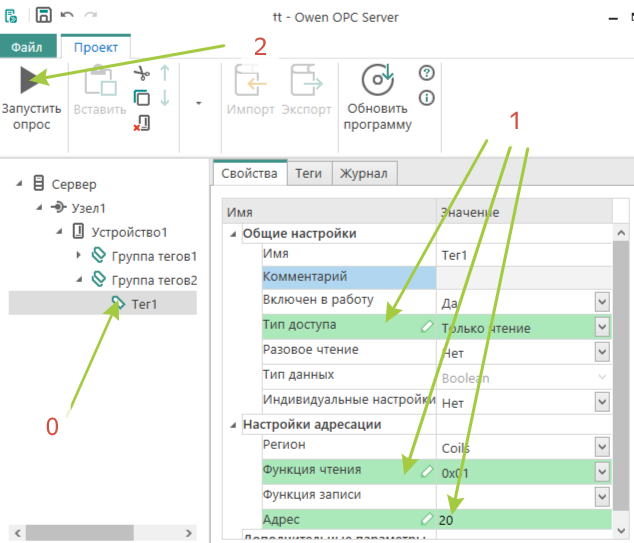 tt - Owen OPC Server
Файл Проект
2
Запустить опрос
Вставить
Импорт Экспорт
Обновить программу
1
Сервер
Узел1
Устройство1
Группа тегов1
Группа тегов2
Тег1
0
Свойства Теги Журнал
Имя Значение
Общие настройки
Имя Тег1
Комментарий
Включен в работу Да
Тип доступа Только чтение
Разовое чтение Нет
Тип данных Boolean
Индивидуальные настройки Нет
Настройки адресации
Регион Coils
Функция чтения 0x01
Функция записи
Адрес 20
Дополнительные параметры